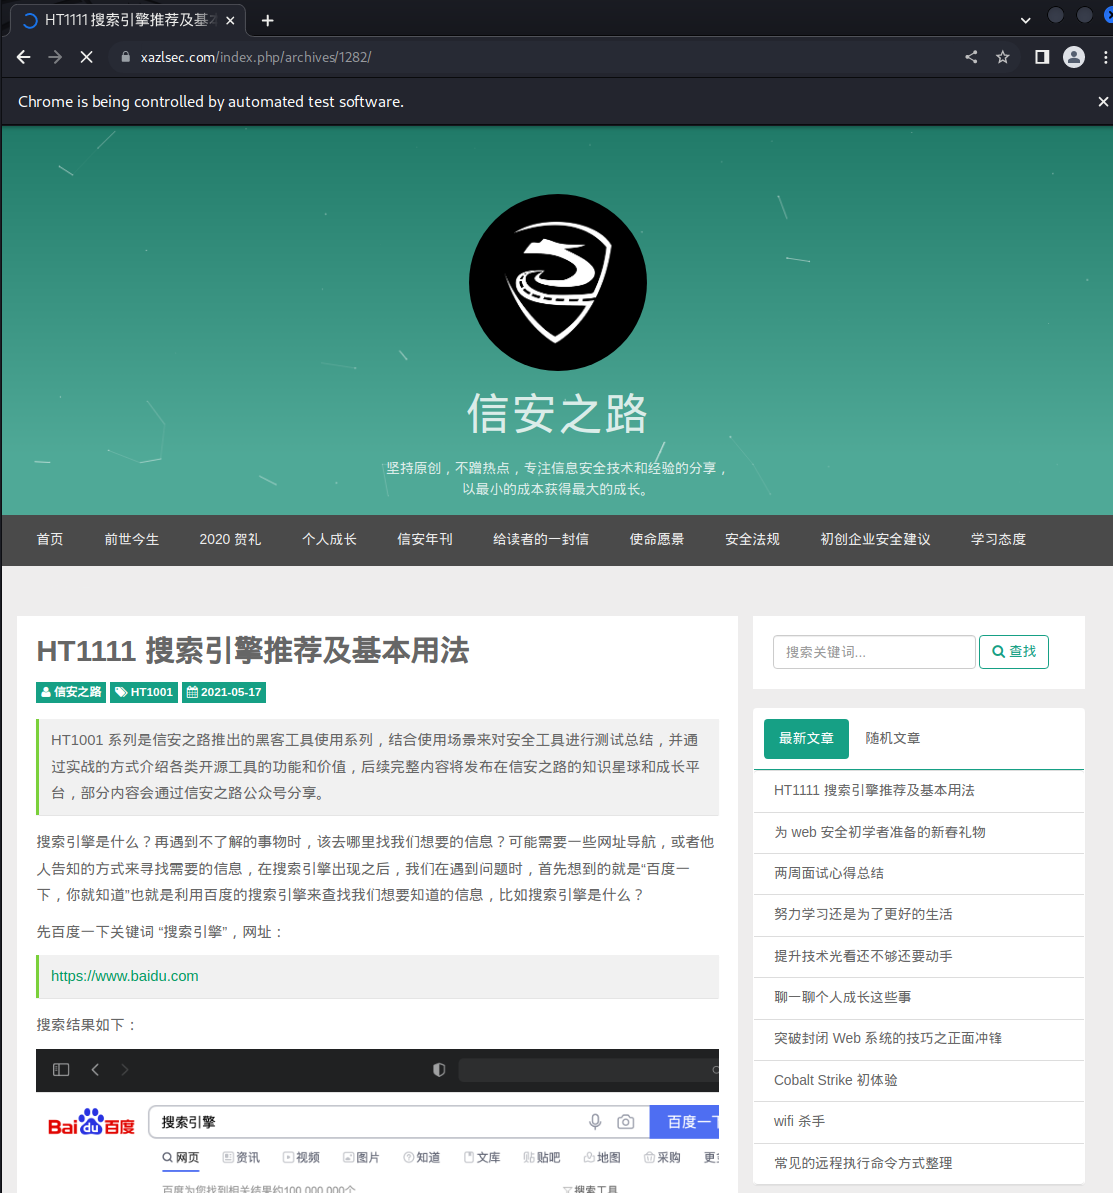 HT1111 搜索引擎推荐及基
xazlsec.com/index.php/archives/1282/
Chrome is being controlled by automated test software.
信安之路
坚持原创，不蹭热点，专注信息安全技术和经验的分享，
以最小的成本获得最大的成长。
首页 前世今生 2020 贺礼 个人成长 信安年刊 给读者的一封信 使命愿景 安全法规 初创企业安全建议 学习态度
HT1111 搜索引擎推荐及基本用法
信安之路 HT1001 2021-05-17
HT1001 系列是信安之路推出的黑客工具使用系列，结合使用场景来对安全工具进行测试总结，并通
过实战的方式介绍各类开源工具的功能和价值，后续完整内容将发布在信安之路的知识星球和成长平
台，部分内容会通过信安之路公众号分享。
搜索引擎是什么？再遇到不了解的事物时，该去哪里找我们想要的信息？可能需要一些网址导航，或者他
人告知的方式来寻找需要的信息，在搜索引擎出现之后，我们在遇到问题时，首先想到的就是“百度一
下，你就知道”也就是利用百度的搜索引擎来查找我们想要知道的信息，比如搜索引擎是什么？
先百度一下关键词 “搜索引擎”，网址：
https://www.baidu.com
搜索结果如下：
Bai du 百度 搜索引擎 百度一下
网页 资讯 视频 图片 知道 文库 贴吧 地图 采购 更
百度为您找到相关结果约100,000,000个 搜索工具
搜索关键词... 查找
最新文章 随机文章
HT1111 搜索引擎推荐及基本用法
为 web 安全初学者准备的新春礼物
两周面试心得总结
努力学习还是为了更好的生活
提升技术光看还不够还要动手
聊一聊个人成长这些事
突破封闭 Web 系统的技巧之正面冲锋
Cobalt Strike 初体验
wifi 杀手
常见的远程执行命令方式整理